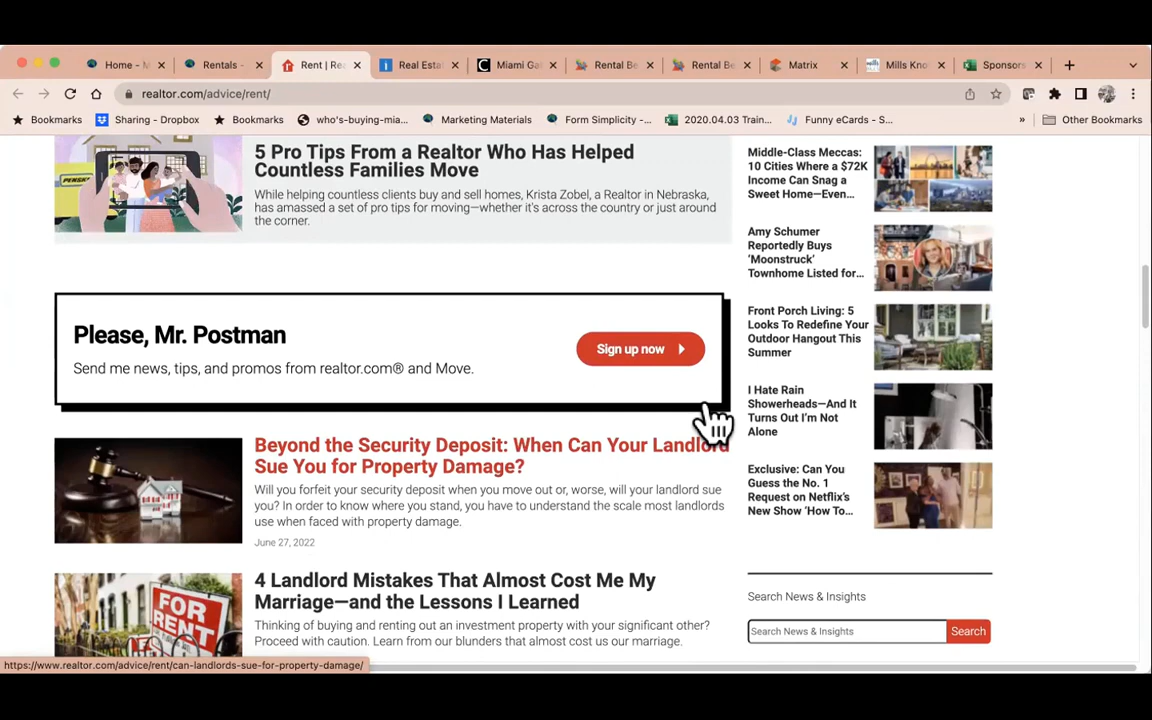 Home - M
Rentals -
Rent | Rea
Real Estat
Miami Gar
Rental Be
Rental Be
Matrix
Mills Kno
Sponsors
realtor.com/advice/rent/
Bookmarks
Sharing - Dropbox
Bookmarks
who's-buying-mia...
Marketing Materials
Form Simplicity -...
2020.04.03 Train...
Funny eCards - S...
»
Other Bookmarks
PENSKE
5 Pro Tips From a Realtor Who Has Helped
Countless Families Move
While helping countless clients buy and sell homes, Krista Zobel, a Realtor in Nebraska,
has amassed a set of pro tips for moving—whether it's across the country or just around
the corner.
Please, Mr. Postman
Send me news, tips, and promos from realtor.com® and Move.
Sign up now
Beyond the Security Deposit: When Can Your Landlord
Sue You for Property Damage?
Will you forfeit your security deposit when you move out or, worse, will your landlord sue
you? In order to know where you stand, you have to understand the scale most landlords
use when faced with property damage.
June 27, 2022
FOR
RENT
4 Landlord Mistakes That Almost Cost Me My
Marriage—and the Lessons I Learned
Thinking of buying and renting out an investment property with your significant other?
Proceed with caution. Learn from our blunders that almost cost us our marriage.
Middle-Class Meccas:
10 Cities Where a $72K
Income Can Snag a
Sweet Home—Even...
Amy Schumer
Reportedly Buys
'Moonstruck'
Townhome Listed for...
Front Porch Living: 5
Looks To Redefine Your
Outdoor Hangout This
Summer
I Hate Rain
Showerheads—And It
Turns Out I'm Not
Alone
Exclusive: Can You
Guess the No. 1
Request on Netflix's
New Show 'How To...
Search News & Insights
Search News & Insights
Search
https://www.realtor.com/advice/rent/can-landlords-sue-for-property-damage/